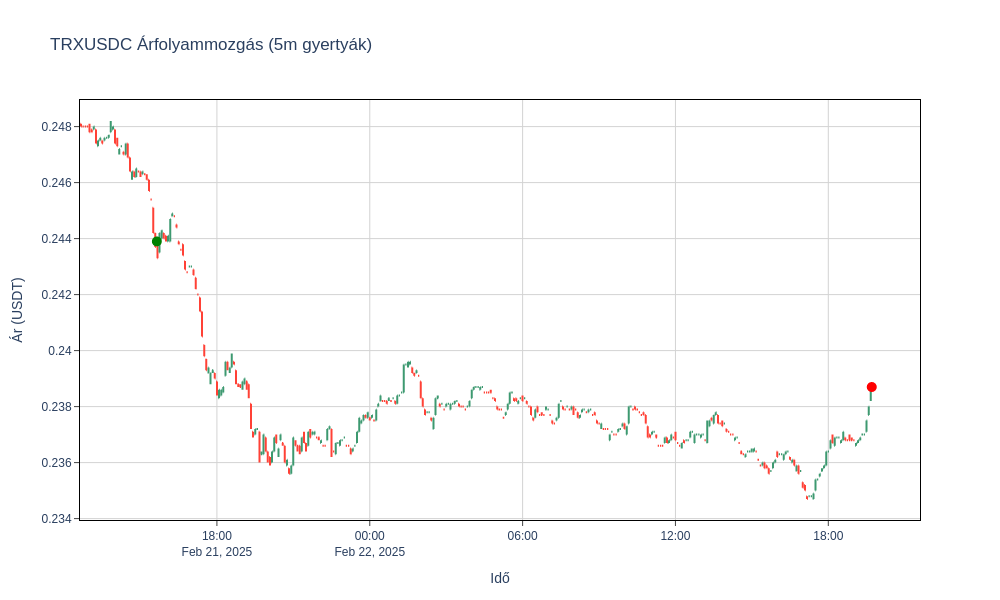 TRXUSDC Árfolyammozgás (5m gyertyák)
Ár (USDT)
0.248
0.246
0.244
0.242
0.24
0.238
0.236
0.234
18:00
Feb 21, 2025
00:00
Feb 22, 2025
06:00
12:00
18:00
Idő